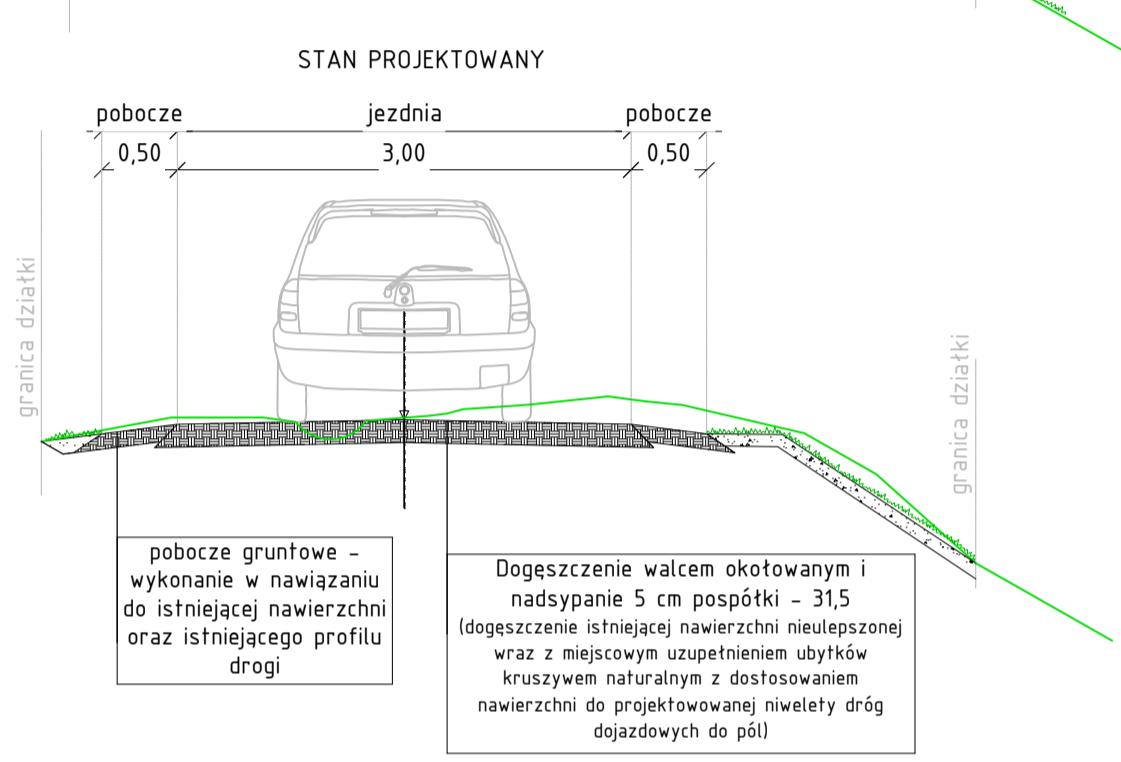 STAN PROJEKTOWANY
pobocze
jezdnia
pobocze
0,50
3,00
0,50
granica działki
granica działki
pobocze gruntowe –
wykonanie w nawiązaniu
do istniejącej nawierzchni
oraz istniejącego profilu
drogi
Dogęszczenie walcem okołowanym i
nadsypanie 5 cm pospółki – 31,5
(dogęszczenie istniejącej nawierzchni nieulepszonej
wraz z miejscowym uzupełnieniem ubytków
kruszywem naturalnym z dostosowaniem
nawierzchni do projektowowanej niwelety dróg
dojazdowych do pól)